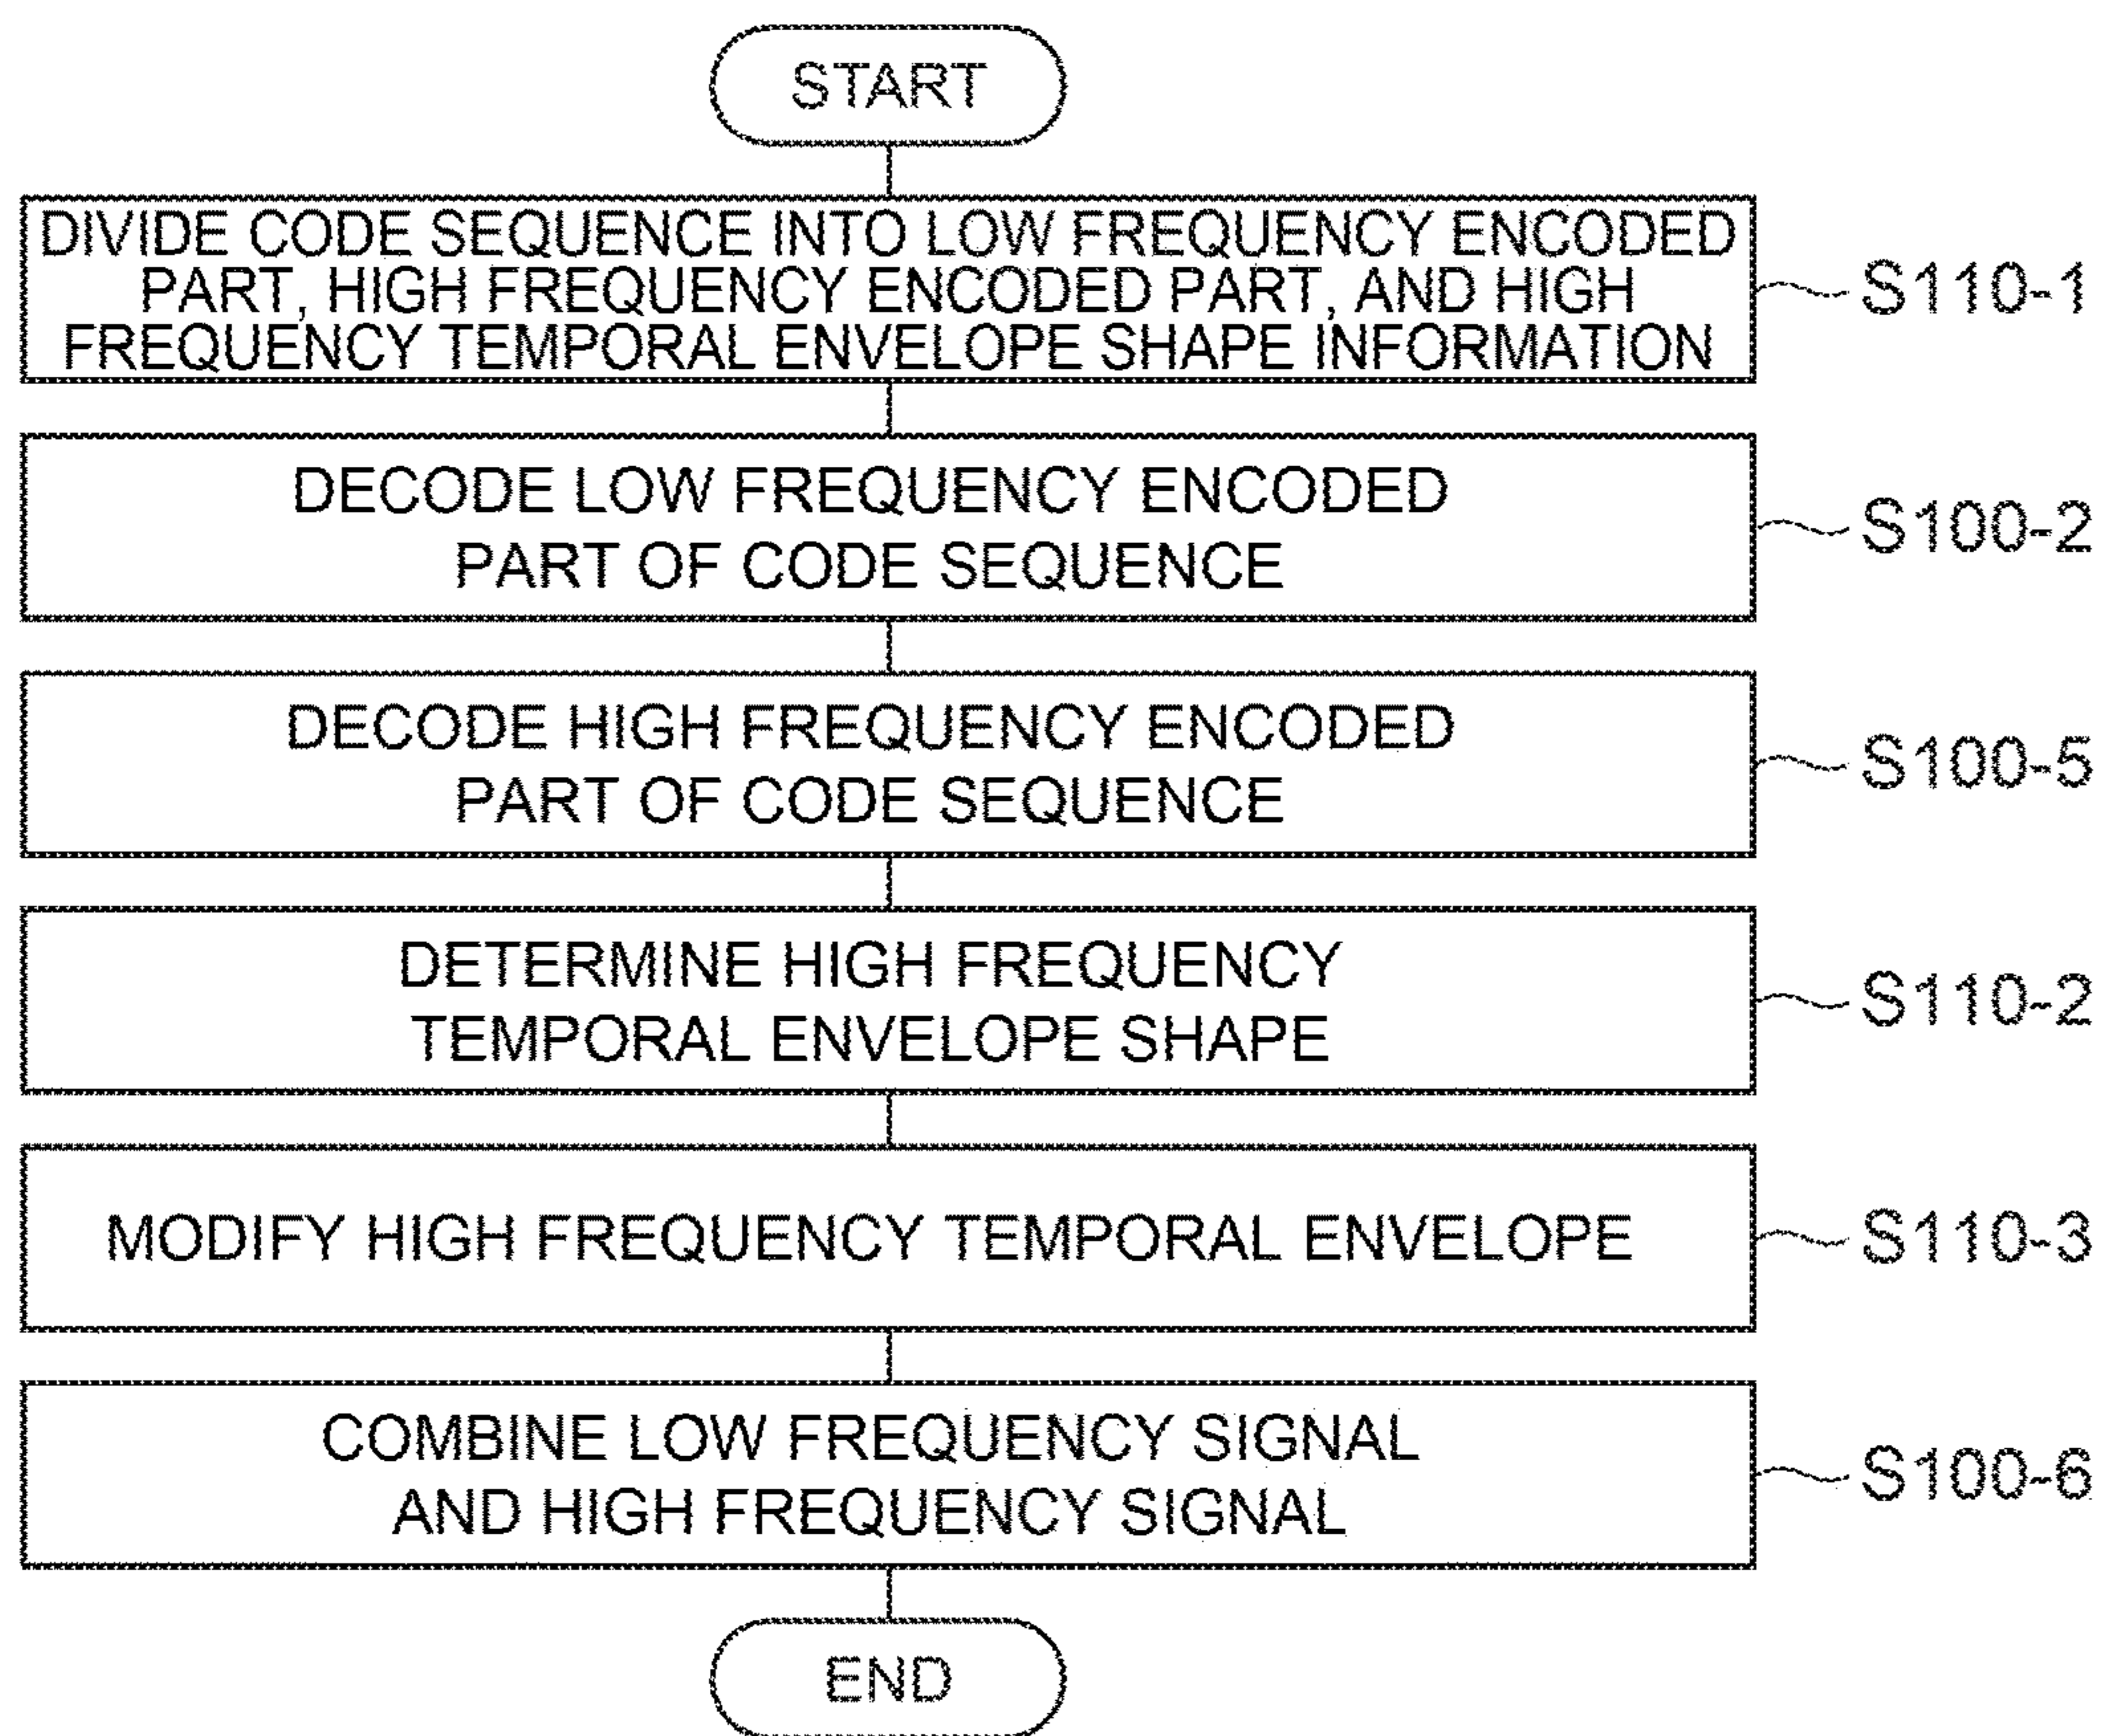 START
DIVIDE CODE SEQUENCE INTO LOW FREQUENCY ENCODED
PART, HIGH FREQUENCY ENCODED PART, AND HIGH
FREQUENCY TEMPORAL ENVELOPE SHAPE INFORMATION
S110-1
DECODE LOW FREQUENCY ENCODED
PART OF CODE SEQUENCE
S100-2
DECODE HIGH FREQUENCY ENCODED
PART OF CODE SEQUENCE
S100-5
DETERMINE HIGH FREQUENCY
TEMPORAL ENVELOPE SHAPE
S110-2
MODIFY HIGH FREQUENCY TEMPORAL ENVELOPE
S110-3
COMBINE LOW FREQUENCY SIGNAL
AND HIGH FREQUENCY SIGNAL
S100-6
END